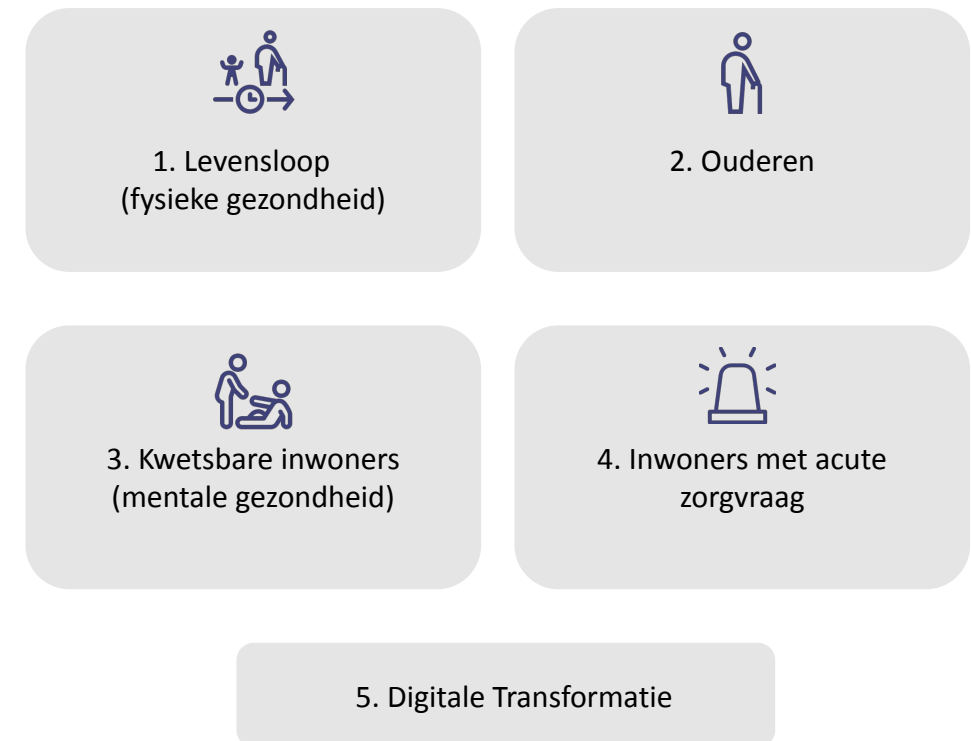 1. Levensloop
(fysieke gezondheid)
2. Ouderen
3. Kwetsbare inwoners
(mentale gezondheid)
4. Inwoners met acute
zorgvraag
5. Digitale Transformatie